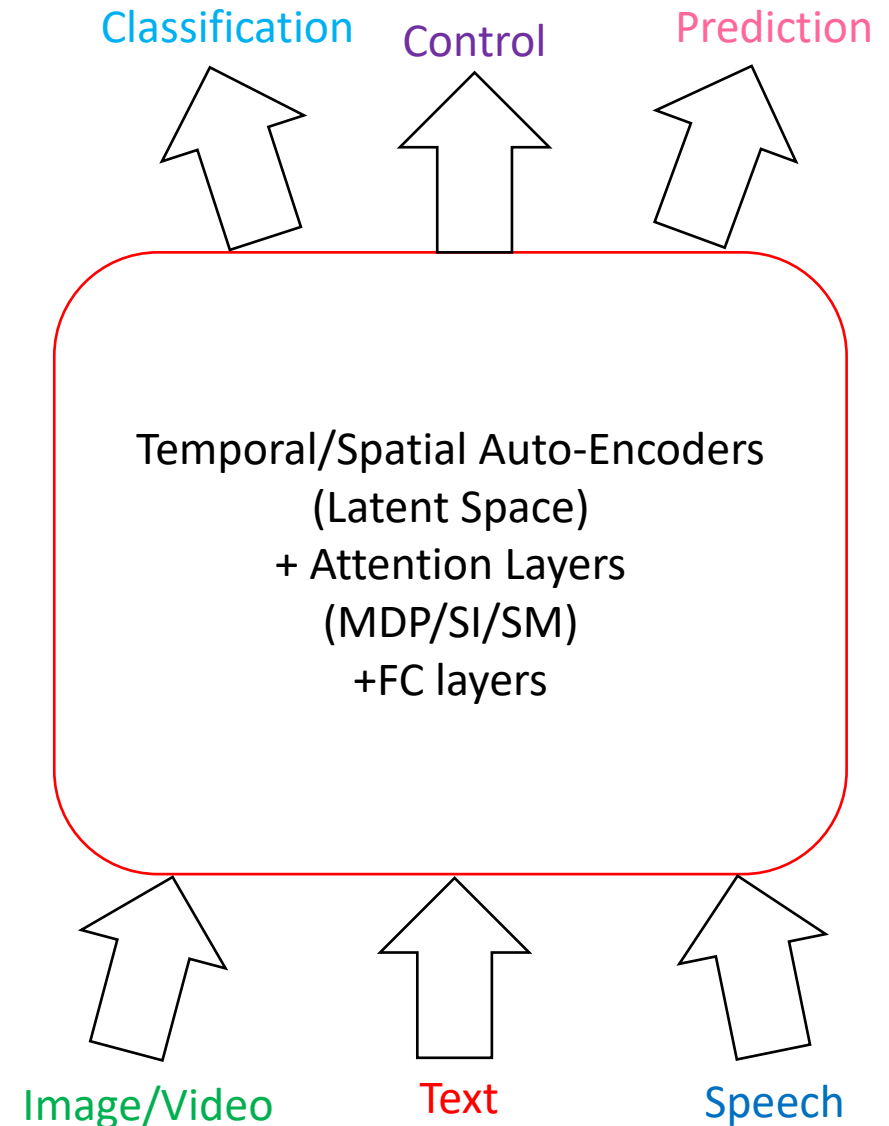 Classification Control Prediction
Temporal/Spatial Auto-Encoders
(Latent Space)
+ Attention Layers
(MDP/SI/SM)
+FC layers
Image/Video Text Speech